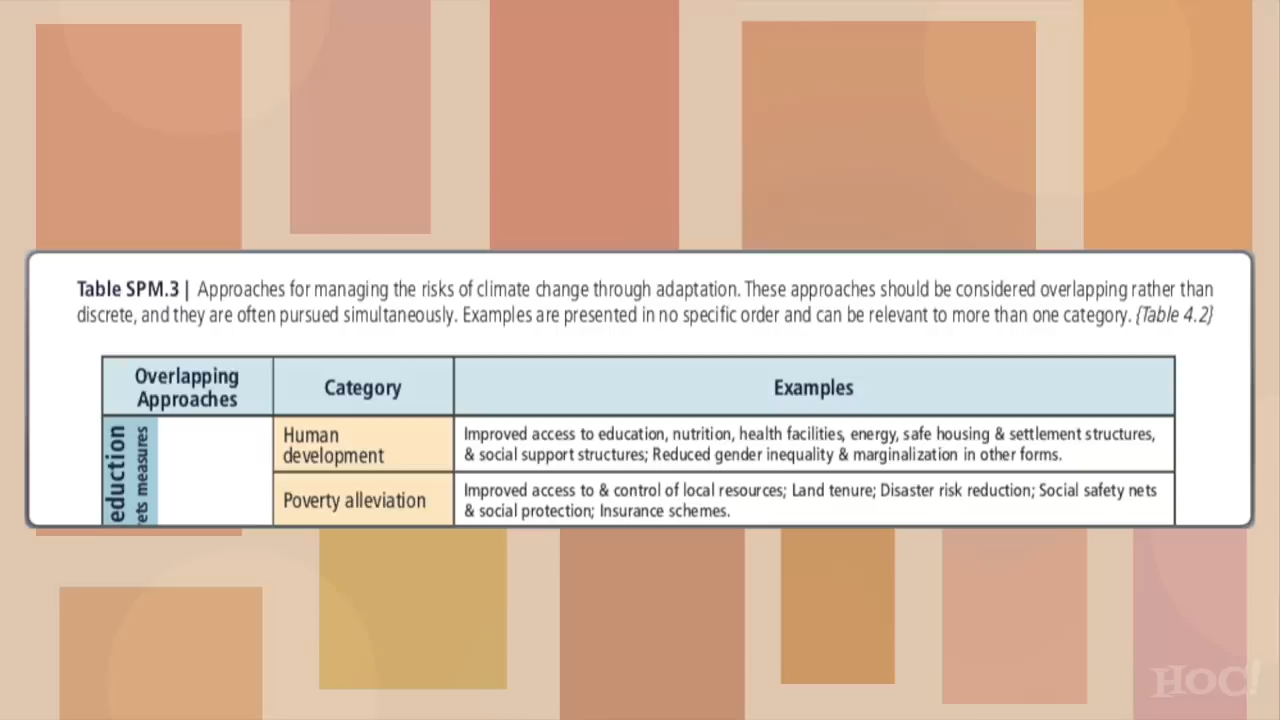 Table SPM.3 | Approaches for managing the risks of climate change through adaptation. These approaches should be considered overlapping rather than
discrete, and they are often pursued simultaneously. Examples are presented in no specific order and can be relevant to more than one category. {Table 4.2}
Overlapping
Approaches
Category
Examples
eduction
ets measures
Human
development
Improved access to education, nutrition, health facilities, energy, safe housing & settlement structures,
& social support structures; Reduced gender inequality & marginalization in other forms.
Poverty alleviation
Improved access to & control of local resources; Land tenure; Disaster risk reduction; Social safety nets
& social protection; Insurance schemes.
HOC!